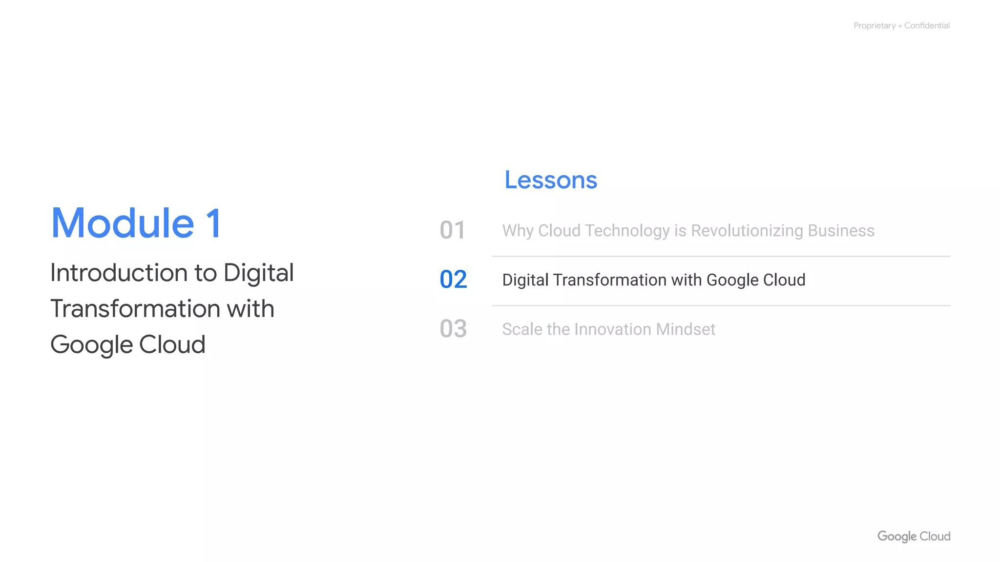 Proprietary + Confidential
Module 1
Introduction to Digital
Transformation with
Google Cloud
Lessons
01 Why Cloud Technology is Revolutionizing Business
02 Digital Transformation with Google Cloud
03 Scale the Innovation Mindset
Google Cloud